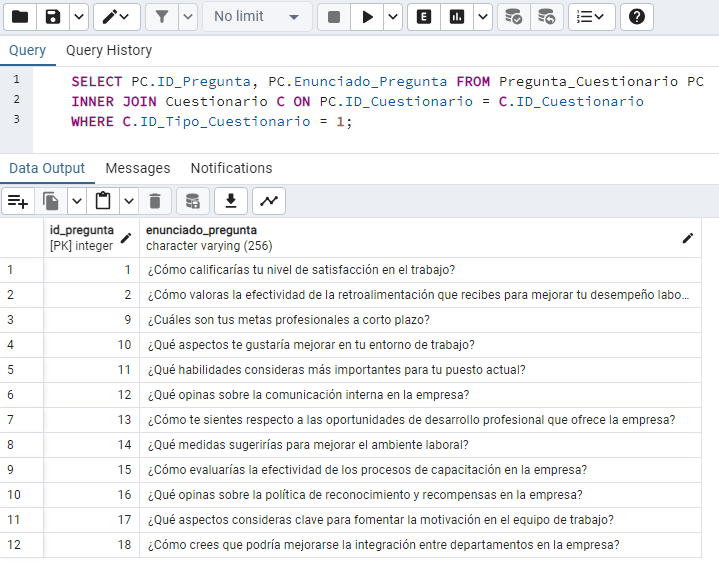 No limit
E
Query Query History
1 SELECT PC.ID_Pregunta, PC.Enunciado_Pregunta FROM Pregunta_Cuestionario PC
2 INNER JOIN Cuestionario C ON PC.ID_Cuestionario = C.ID_Cuestionario
3 WHERE C.ID_Tipo_Cuestionario = 1;
Data Output Messages Notifications
id_pregunta enunciado_pregunta
[PK] integer character varying (256)
1 1 ¿Cómo calificarías tu nivel de satisfacción en el trabajo?
2 2 ¿Cómo valoras la efectividad de la retroalimentación que recibes para mejorar tu desempeño labo...
3 9 ¿Cuáles son tus metas profesionales a corto plazo?
4 10 ¿Qué aspectos te gustaría mejorar en tu entorno de trabajo?
5 11 ¿Qué habilidades consideras más importantes para tu puesto actual?
6 12 ¿Qué opinas sobre la comunicación interna en la empresa?
7 13 ¿Cómo te sientes respecto a las oportunidades de desarrollo profesional que ofrece la empresa?
8 14 ¿Qué medidas sugerirías para mejorar el ambiente laboral?
9 15 ¿Cómo evaluarías la efectividad de los procesos de capacitación en la empresa?
10 16 ¿Qué opinas sobre la política de reconocimiento y recompensas en la empresa?
11 17 ¿Qué aspectos consideras clave para fomentar la motivación en el equipo de trabajo?
12 18 ¿Cómo crees que podría mejorarse la integración entre departamentos en la empresa?